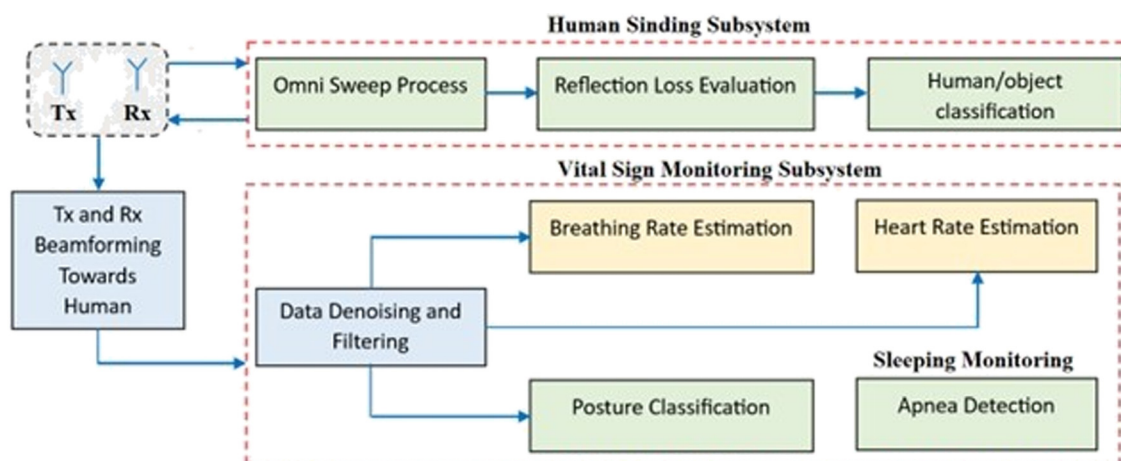 Human Sinding Subsystem
Tx Rx
Omni Sweep Process
Reflection Loss Evaluation
Human/object
classification
Vital Sign Monitoring Subsystem
Tx and Rx
Beamforming
Towards
Human
Breathing Rate Estimation
Heart Rate Estimation
Data Denoising and
Filtering
Sleeping Monitoring
Posture Classification
Apnea Detection